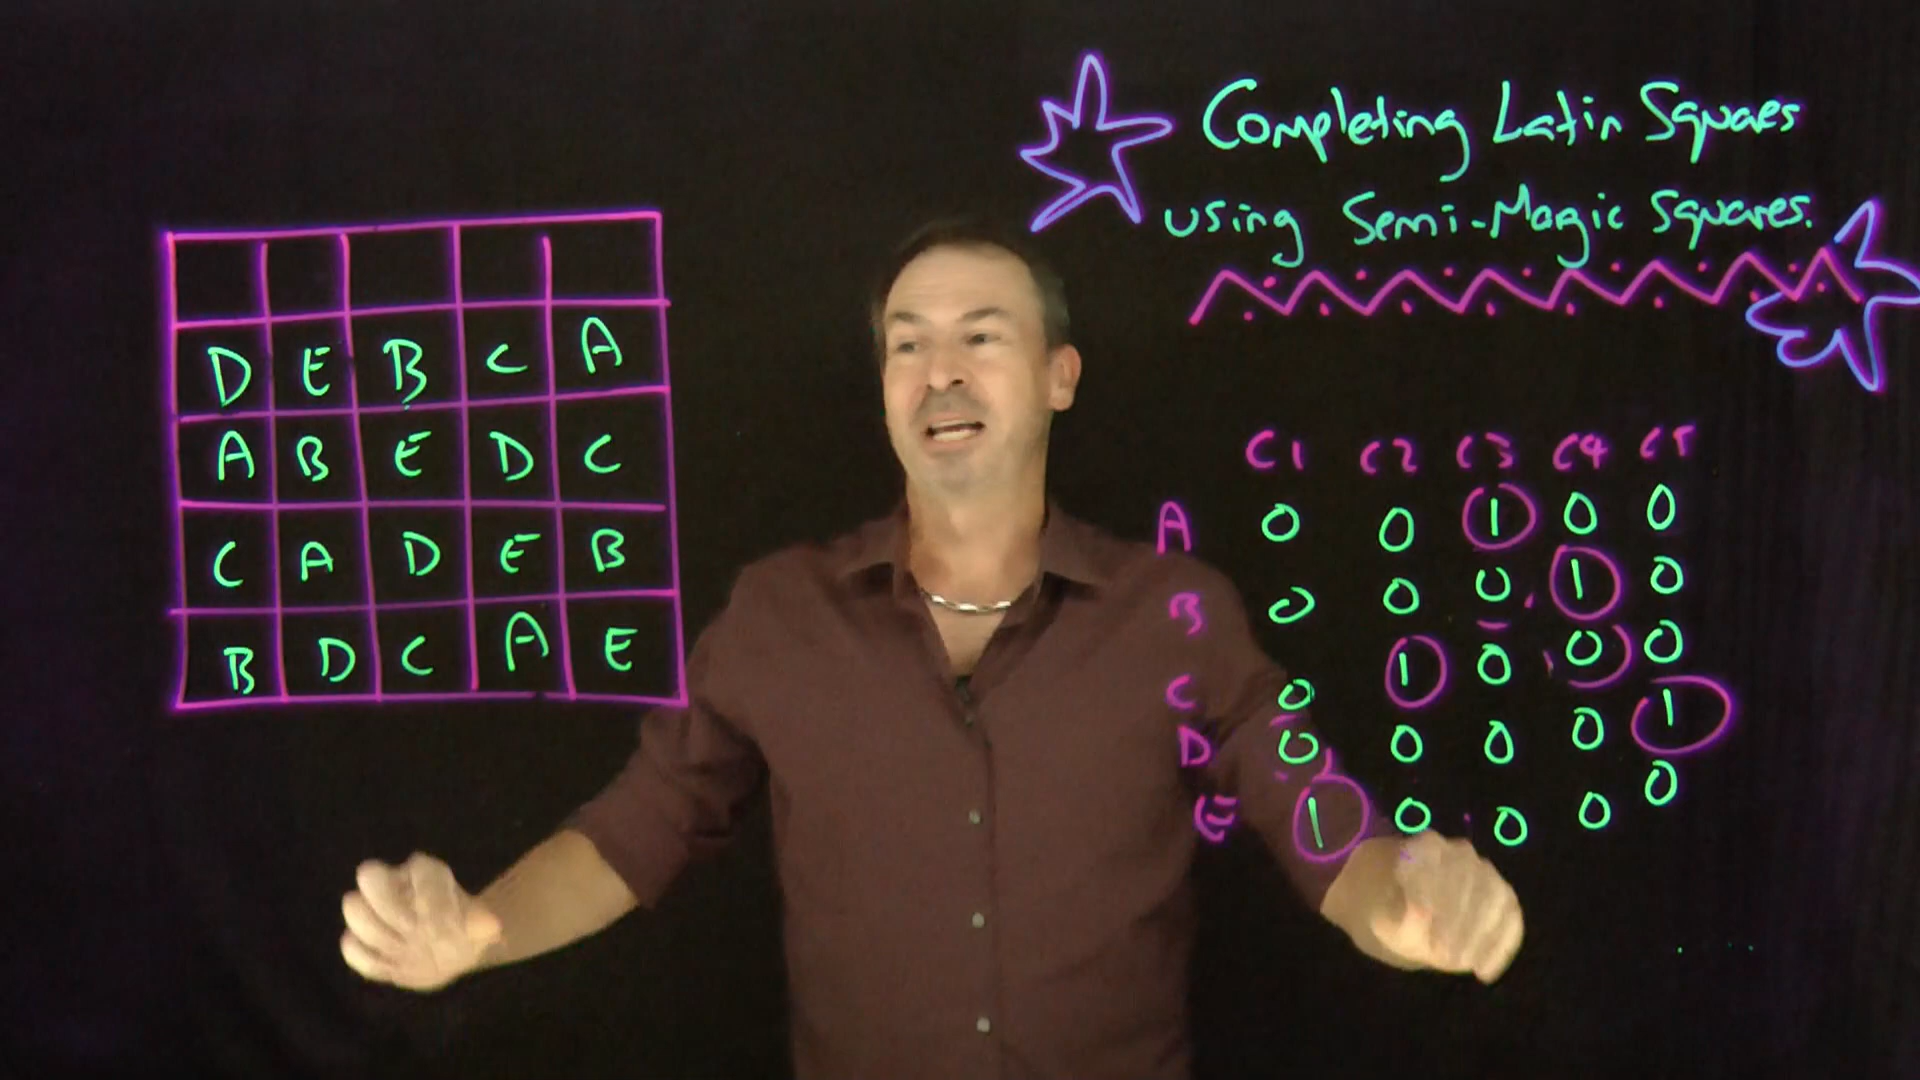 Completing Latin Squares
using Semi-Magic Squares.
D E B C A
A B E D C
C A D E B
B D C A E
C1 C2 C3 C4 C5
A 0 0 1 0 0
B 0 0 0 1 0
C 0 1 0 0 0
D 0 0 0 0 1
E 1 0 0 0 0